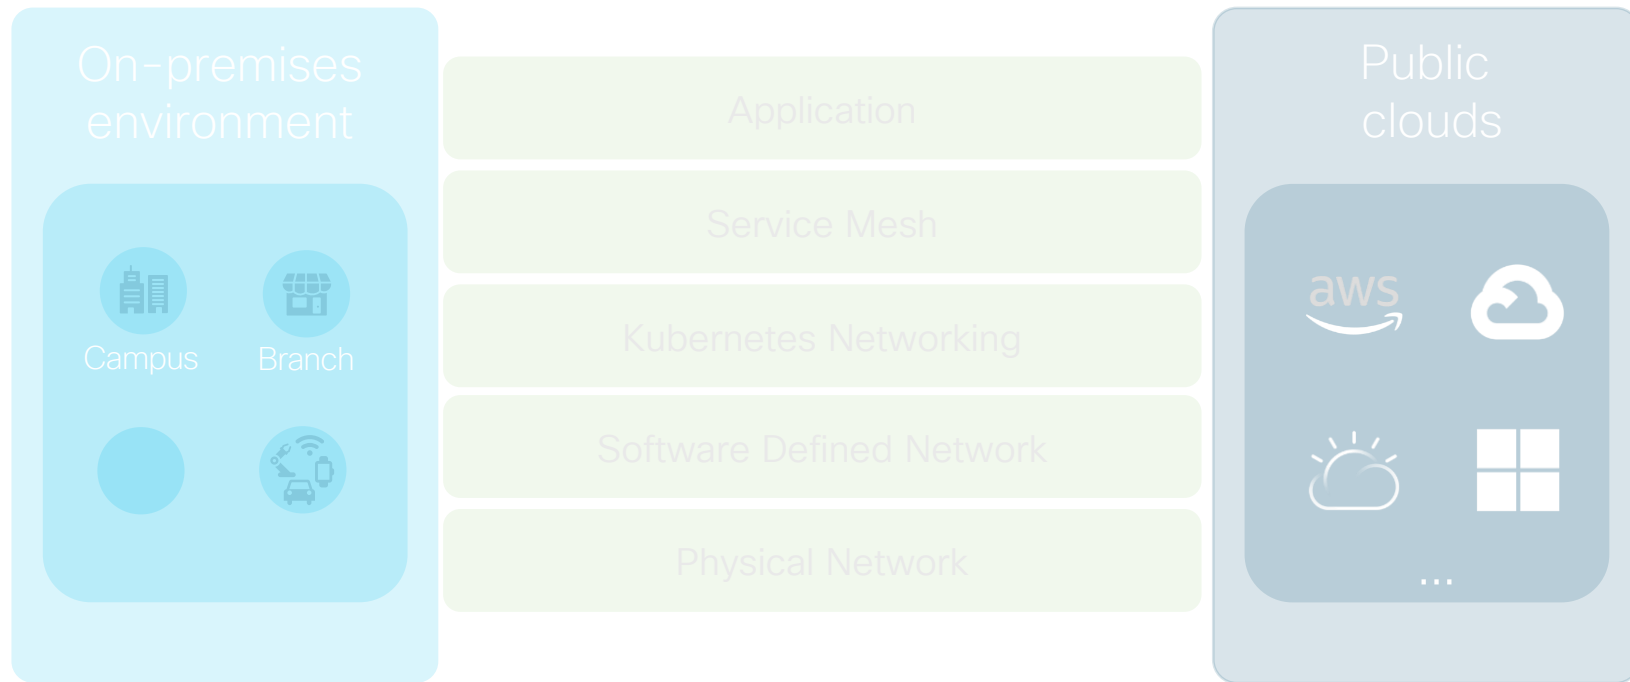 On-premises
environment
Campus
Branch
Application
Service Mesh
Kubernetes Networking
Software Defined Network
Physical Network
Public
clouds
aws
...